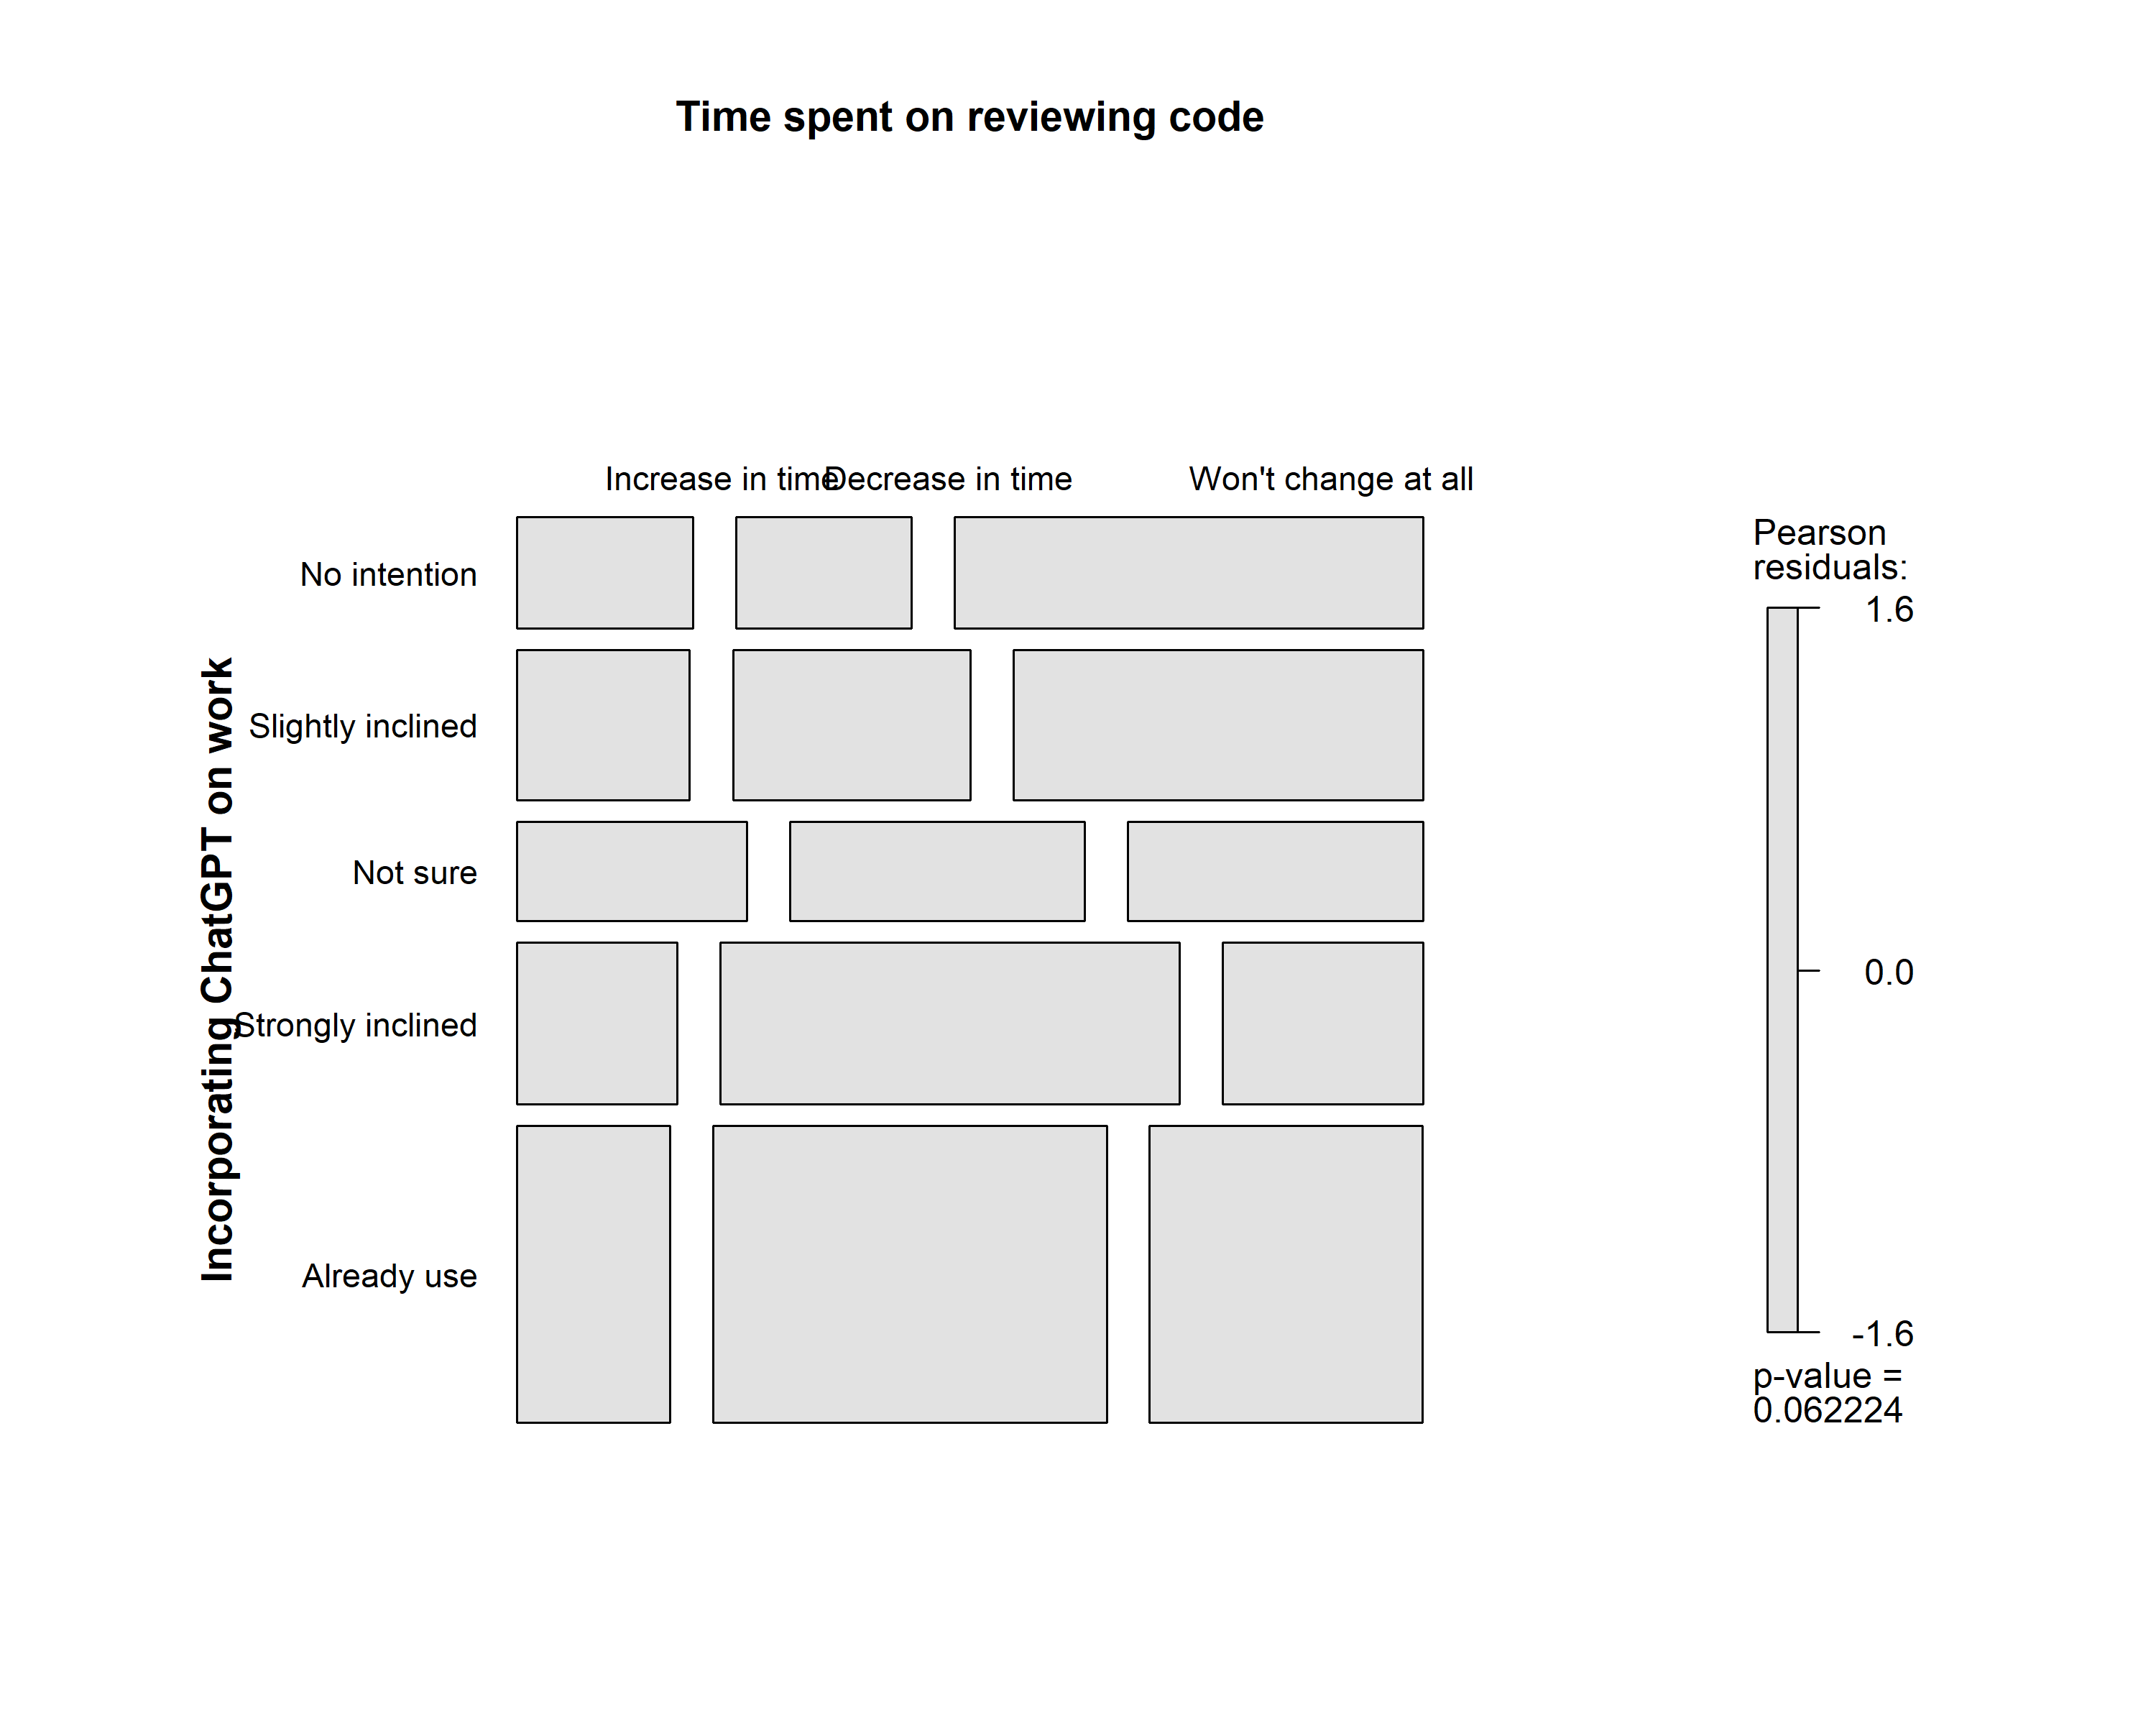 Time spent on reviewing code
Increase in time
Decrease in time
Won't change at all
Incorporating ChatGPT on work
No intention
Slightly inclined
Not sure
Strongly inclined
Already use
Pearson
residuals:
1.6
0.0
-1.6
p-value =
0.062224